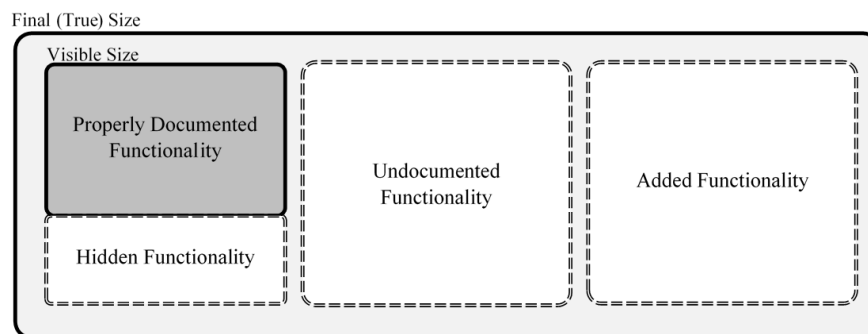 Final (True) Size
Visible Size
Properly Documented
Functionality
Hidden Functionality
Undocumented
Functionality
Added Functionality